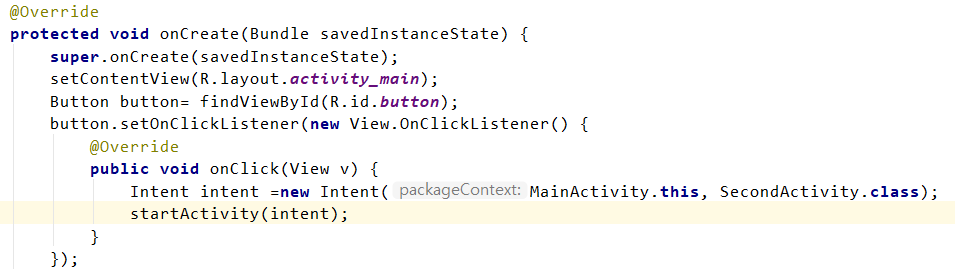 @Override
protected void onCreate(Bundle savedInstanceState) {
    super.onCreate(savedInstanceState);
    setContentView(R.layout.activity_main);
    Button button= findViewById(R.id.button);
    button.setOnClickListener(new View.OnClickListener() {
        @Override
        public void onClick(View v) {
            Intent intent =new Intent( packageContext: MainActivity.this, SecondActivity.class);
            startActivity(intent);
        }
    });